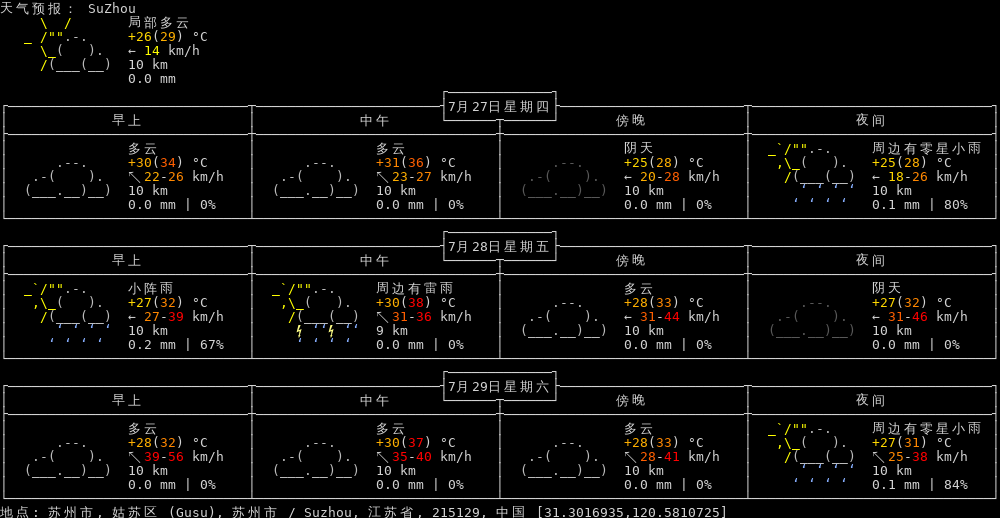 天气预报： SuZhou
局部多云
+26(29) °C
← 14 km/h
10 km
0.0 mm
7月27日星期四
早上 中午 傍晚 夜间
多云 多云 阴天 周边有零星小雨
+30(34) °C +31(36) °C +25(28) °C +25(28) °C
↖ 22-26 km/h ↖ 23-27 km/h ← 20-28 km/h ← 18-26 km/h
10 km 10 km 10 km 10 km
0.0 mm | 0% 0.0 mm | 0% 0.0 mm | 0% 0.1 mm | 80%
7月28日星期五
早上 中午 傍晚 夜间
小阵雨 周边有雷雨 多云 阴天
+27(32) °C +30(38) °C +28(33) °C +27(32) °C
← 27-39 km/h ↖ 31-36 km/h ← 31-44 km/h ← 31-46 km/h
10 km 9 km 10 km 10 km
0.2 mm | 67% 0.0 mm | 0% 0.0 mm | 0% 0.0 mm | 0%
7月29日星期六
早上 中午 傍晚 夜间
多云 多云 多云 周边有零星小雨
+28(32) °C +30(37) °C +28(33) °C +27(31) °C
↖ 39-56 km/h ↖ 35-40 km/h ↖ 28-41 km/h ↖ 25-38 km/h
10 km 10 km 10 km 10 km
0.0 mm | 0% 0.0 mm | 0% 0.0 mm | 0% 0.1 mm | 84%
地点: 苏州市, 姑苏区 (Gusu), 苏州市 / Suzhou, 江苏省, 215129, 中国 [31.3016935,120.5810725]